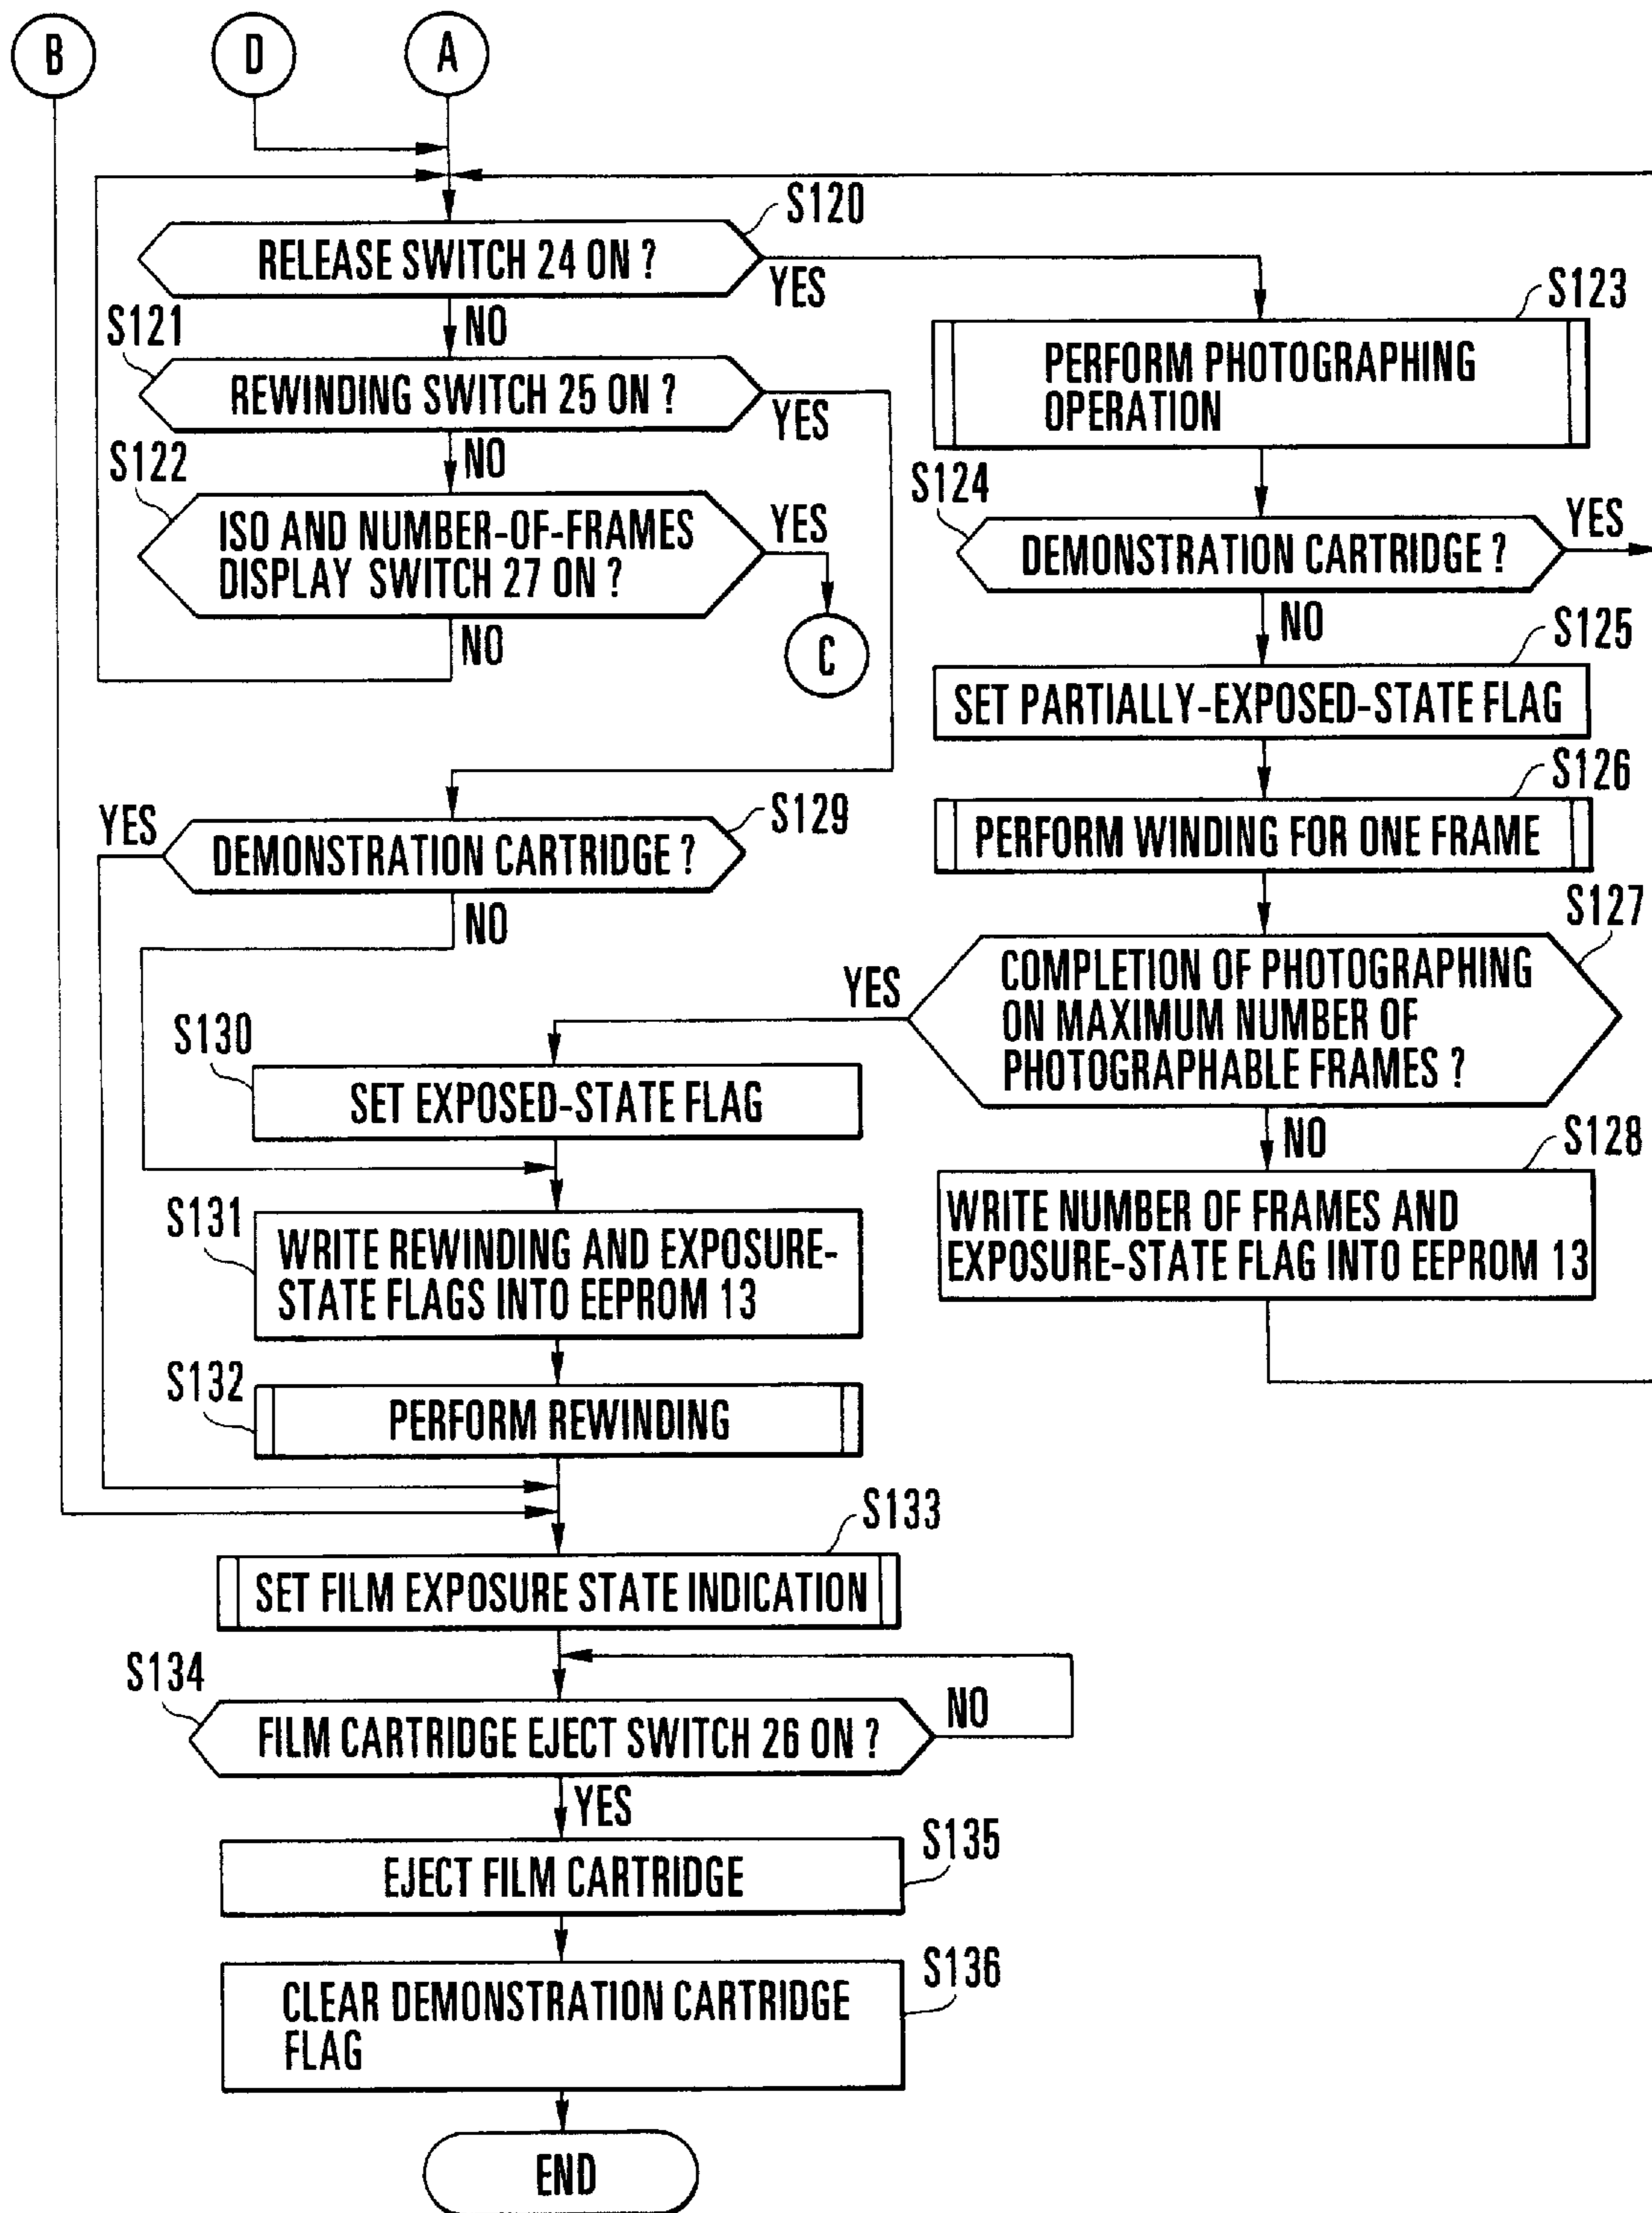 B
D
A
S120
RELEASE SWITCH 24 ON ?
YES
NO
S121
REWINDING SWITCH 25 ON ?
YES
NO
S122
ISO AND NUMBER-OF-FRAMES
DISPLAY SWITCH 27 ON ?
YES
NO
C
S123
PERFORM PHOTOGRAPHING
OPERATION
S124
DEMONSTRATION CARTRIDGE ?
YES
NO
S125
SET PARTIALLY-EXPOSED-STATE FLAG
S126
PERFORM WINDING FOR ONE FRAME
S127
COMPLETION OF PHOTOGRAPHING
ON MAXIMUM NUMBER OF
PHOTOGRAPHABLE FRAMES ?
YES
NO
S128
WRITE NUMBER OF FRAMES AND
EXPOSURE-STATE FLAG INTO EEPROM 13
S129
DEMONSTRATION CARTRIDGE ?
YES
NO
S130
SET EXPOSED-STATE FLAG
S131
WRITE REWINDING AND EXPOSURE-
STATE FLAGS INTO EEPROM 13
S132
PERFORM REWINDING
S133
SET FILM EXPOSURE STATE INDICATION
S134
FILM CARTRIDGE EJECT SWITCH 26 ON ?
NO
YES
S135
EJECT FILM CARTRIDGE
S136
CLEAR DEMONSTRATION CARTRIDGE
FLAG
END